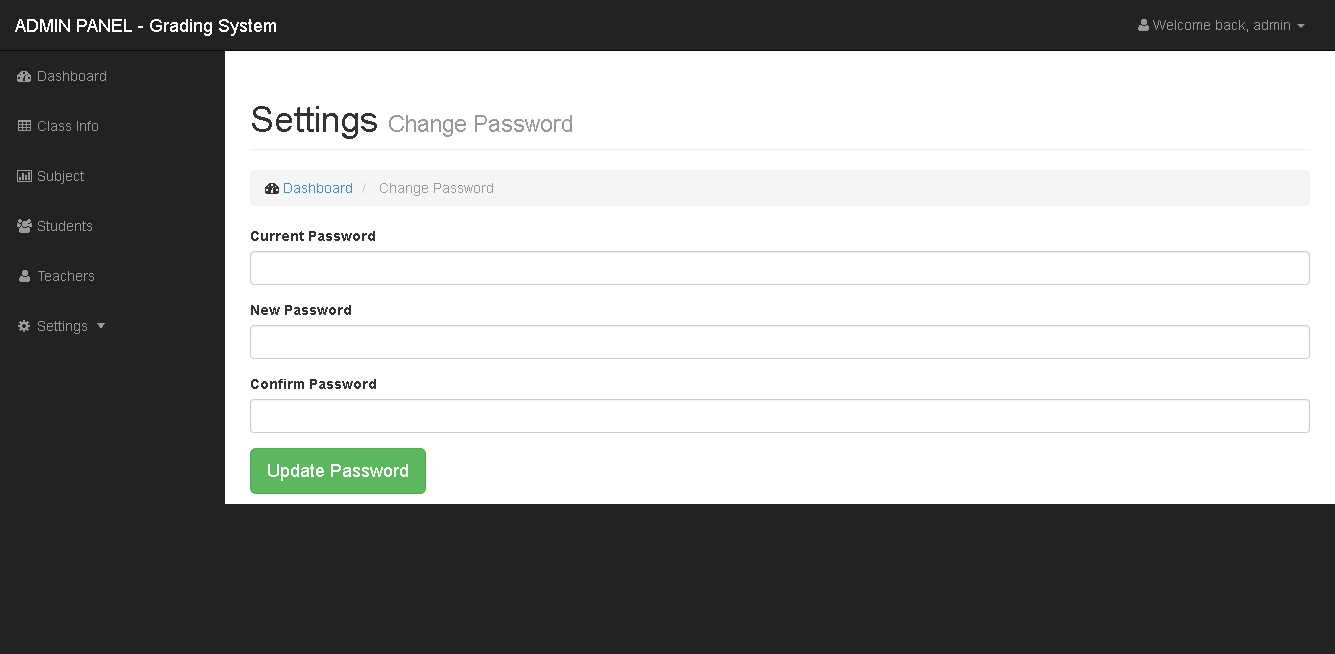 ADMIN PANEL - Grading System
Welcome back, admin
Dashboard
Class Info
Subject
Students
Teachers
Settings
Settings Change Password
Dashboard / Change Password
Current Password
New Password
Confirm Password
Update Password